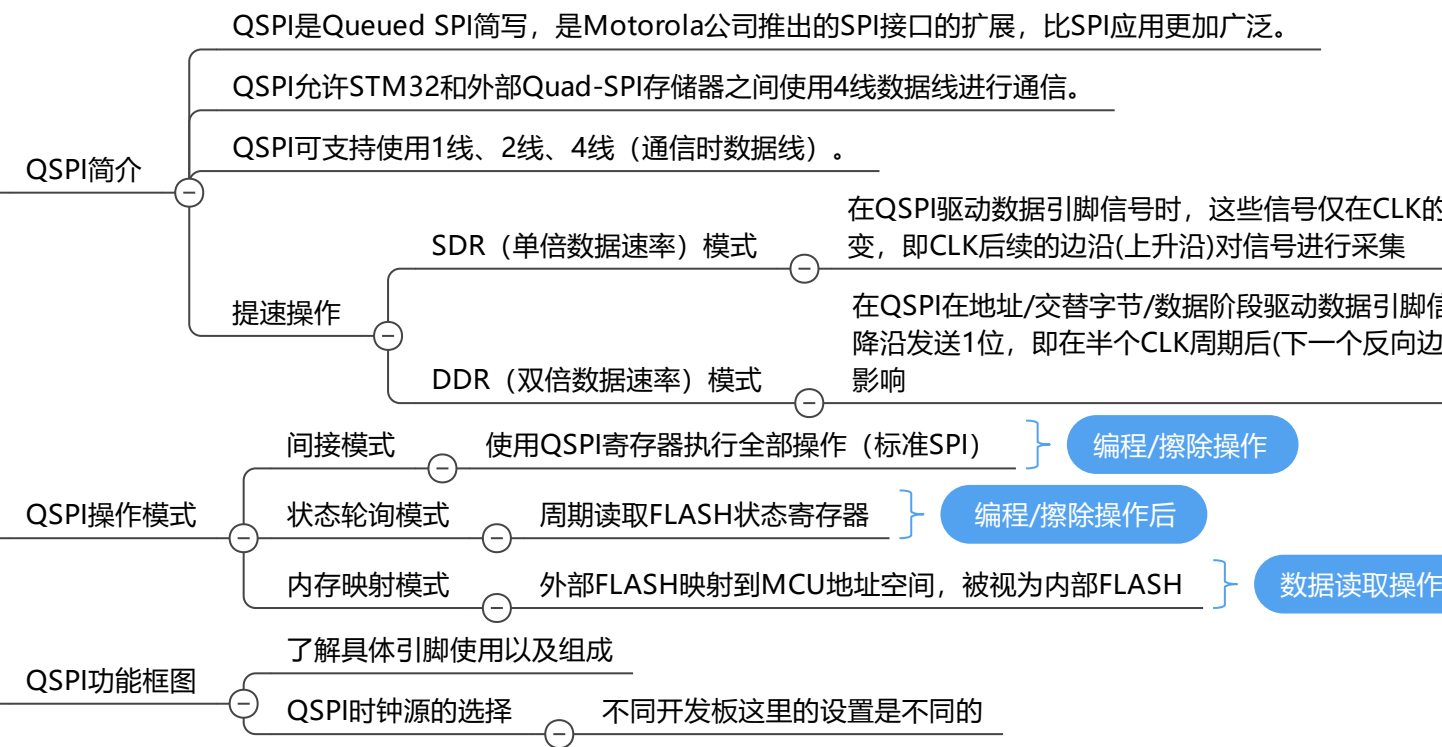 QSPI是Queued SPI简写，是Motorola公司推出的SPI接口的扩展，比SPI应用更加广泛。
QSPI允许STM32和外部Quad-SPI存储器之间使用4线数据线进行通信。
QSPI可支持使用1线、2线、4线（通信时数据线）。
QSPI简介
在QSPI驱动数据引脚信号时，这些信号仅在CLK的
SDR（单倍数据速率）模式
变，即CLK后续的边沿(上升沿)对信号进行采集
提速操作
在QSPI在地址/交替字节/数据阶段驱动数据引脚信
降沿发送1位，即在半个CLK周期后(下一个反向边
DDR（双倍数据速率）模式
影响
间接模式
使用QSPI寄存器执行全部操作（标准SPI）
编程/擦除操作
QSPI操作模式
状态轮询模式
周期读取FLASH状态寄存器
编程/擦除操作后
内存映射模式
外部FLASH映射到MCU地址空间，被视为内部FLASH
数据读取操作
了解具体引脚使用以及组成
QSPI功能框图
QSPI时钟源的选择
不同开发板这里的设置是不同的